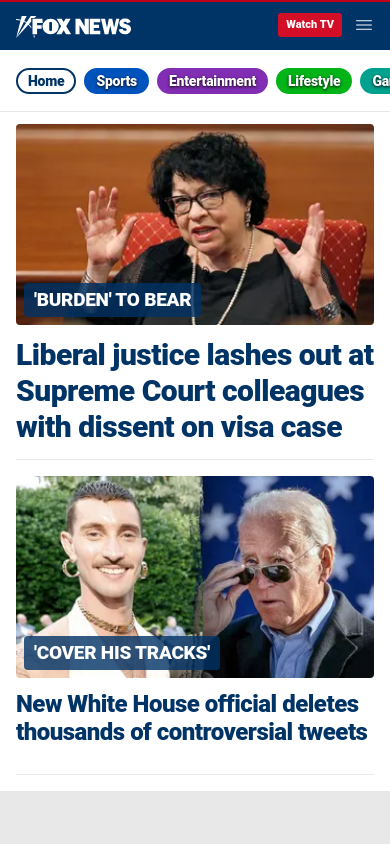 FOX NEWS
Watch TV
Home
Sports
Entertainment
Lifestyle
'BURDEN' TO BEAR
Liberal justice lashes out at
Supreme Court colleagues
with dissent on visa case
'COVER HIS TRACKS'
New White House official deletes
thousands of controversial tweets